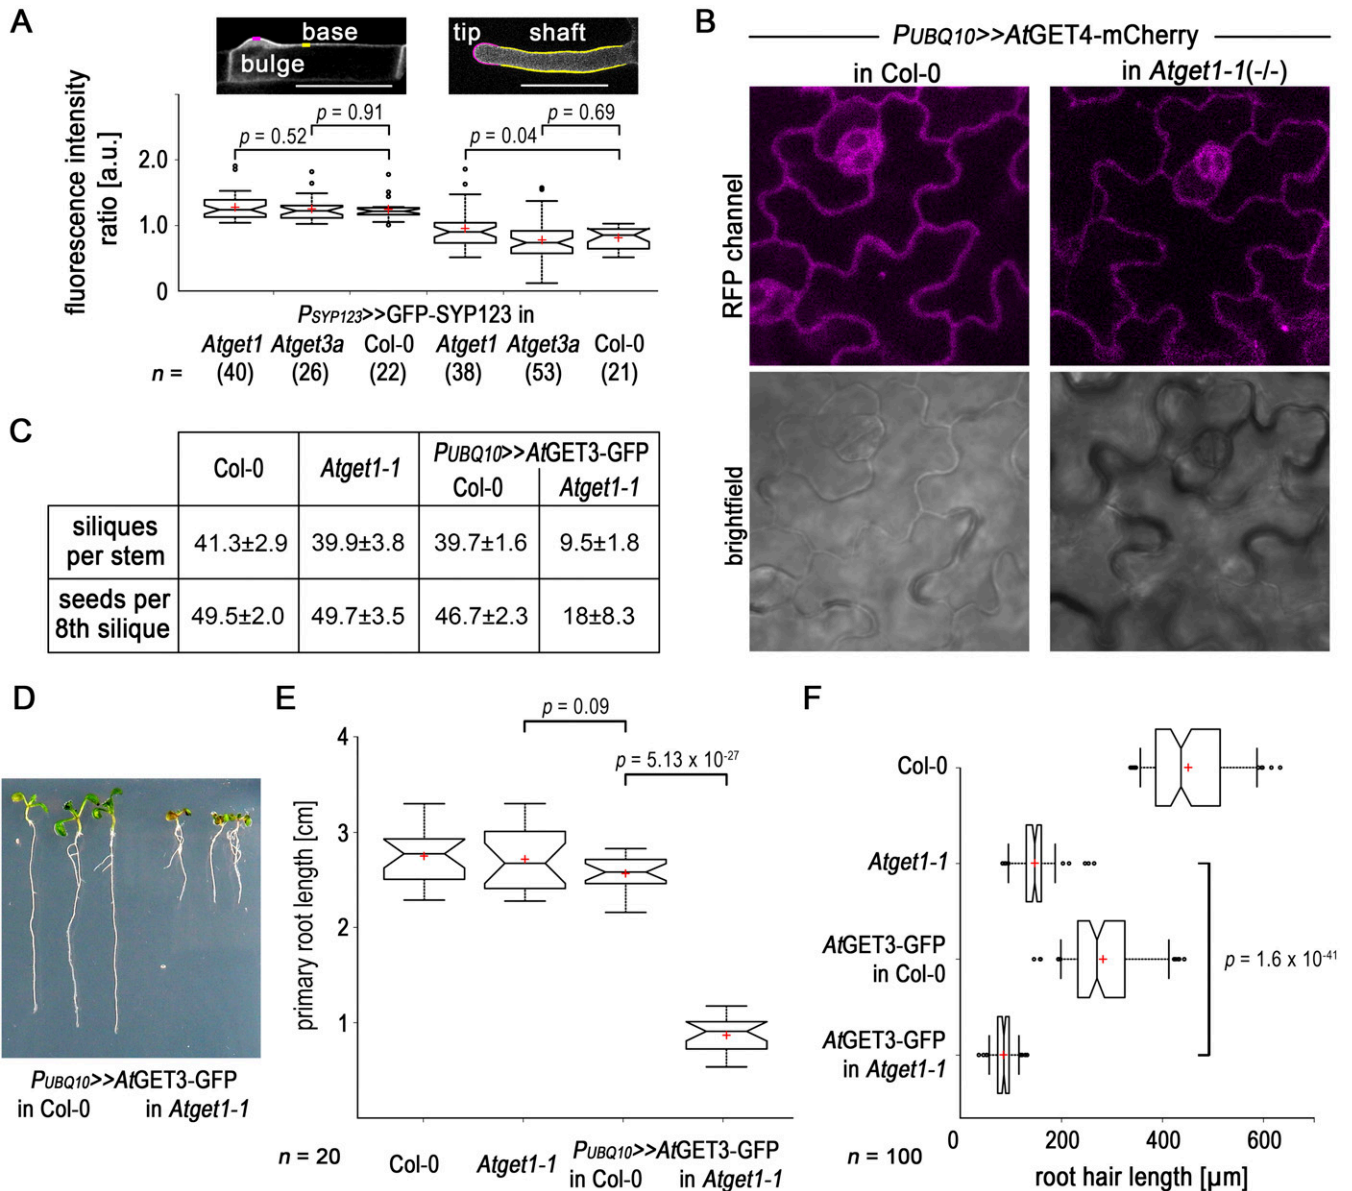 A
base
bulge
tip
shaft
fluorescence intensity
ratio [a.u.]
2.0
1.0
0
p = 0.91
p = 0.52
p = 0.69
p = 0.04
PSYP123>>GFP-SYP123 in
Atget1 Atget3a Col-0 Atget1 Atget3a Col-0
n = (40) (26) (22) (38) (53) (21)
B
PUBQ10>>AtGET4-mCherry
in Col-0 in Atget1-1(-/-)
RFP channel
brightfield
C
Col-0 Atget1-1 PUBQ10>>AtGET3-GFP
Col-0 Atget1-1
siliques
per stem
41.3±2.9 39.9±3.8 39.7±1.6 9.5±1.8
seeds per
8th silique
49.5±2.0 49.7±3.5 46.7±2.3 18±8.3
D
PUBQ10>>AtGET3-GFP
in Col-0 in Atget1-1
E
p = 0.09
p = 5.13 x 10-27
primary root length [cm]
4
3
2
1
n = 20
Col-0 Atget1-1 PUBQ10>>AtGET3-GFP
in Col-0 in Atget1-1
F
Col-0
Atget1-1
AtGET3-GFP
in Col-0
AtGET3-GFP
in Atget1-1
p = 1.6 x 10-41
0 200 400 600
n = 100
root hair length [µm]